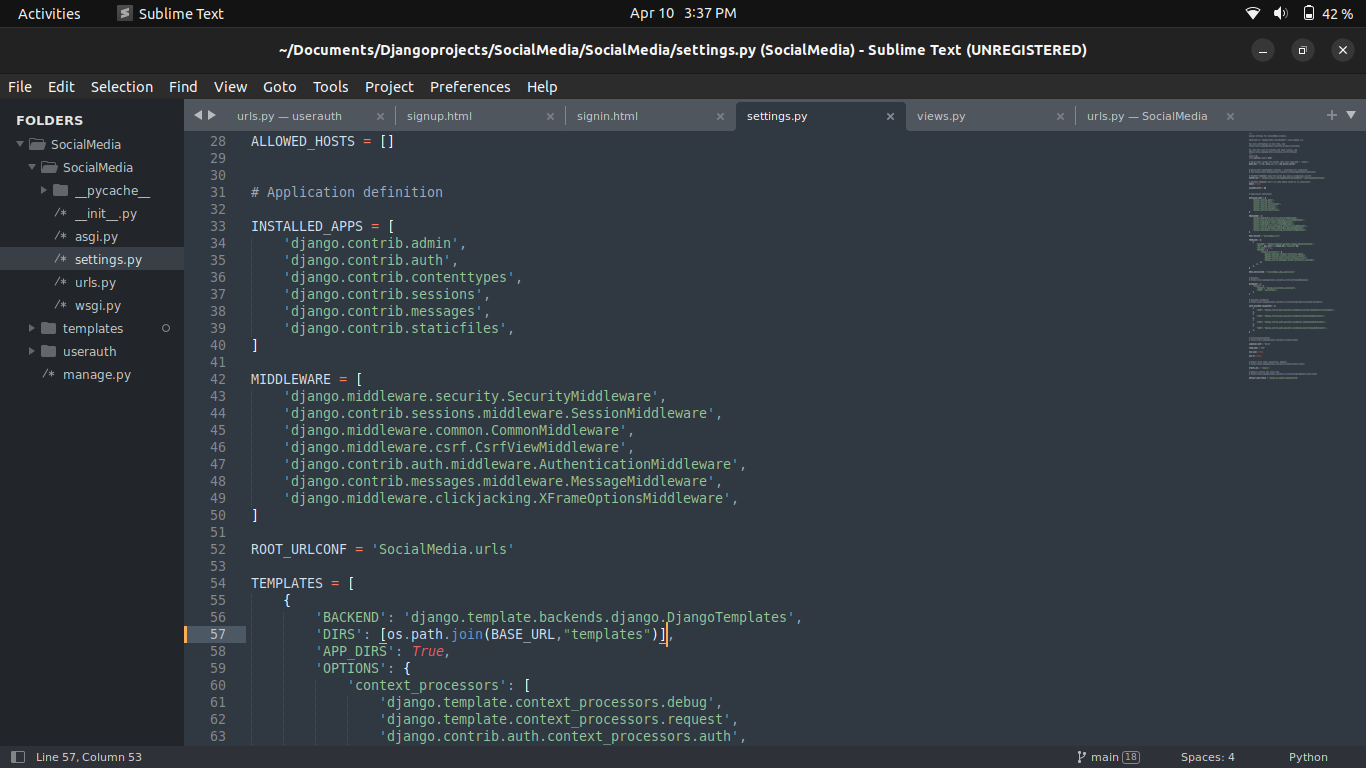 Activities
Sublime Text
Apr 10 3:37 PM
42 %
~/Documents/Djangoprojects/SocialMedia/SocialMedia/settings.py (SocialMedia) - Sublime Text (UNREGISTERED)
File Edit Selection Find View Goto Tools Project Preferences Help
FOLDERS
SocialMedia
SocialMedia
__pycache__
/* __init__.py
/* asgi.py
/* settings.py
/* urls.py
/* wsgi.py
templates
userauth
/* manage.py
urls.py — userauth
signup.html
signin.html
settings.py
views.py
urls.py — SocialMedia
28 ALLOWED_HOSTS = []
29
30
31 # Application definition
32
33 INSTALLED_APPS = [
34     'django.contrib.admin',
35     'django.contrib.auth',
36     'django.contrib.contenttypes',
37     'django.contrib.sessions',
38     'django.contrib.messages',
39     'django.contrib.staticfiles',
40 ]
41
42 MIDDLEWARE = [
43     'django.middleware.security.SecurityMiddleware',
44     'django.contrib.sessions.middleware.SessionMiddleware',
45     'django.middleware.common.CommonMiddleware',
46     'django.middleware.csrf.CsrfViewMiddleware',
47     'django.contrib.auth.middleware.AuthenticationMiddleware',
48     'django.contrib.messages.middleware.MessageMiddleware',
49     'django.middleware.clickjacking.XFrameOptionsMiddleware',
50 ]
51
52 ROOT_URLCONF = 'SocialMedia.urls'
53
54 TEMPLATES = [
55     {
56         'BACKEND': 'django.template.backends.django.DjangoTemplates',
57         'DIRS': [os.path.join(BASE_URL,"templates")],
58         'APP_DIRS': True,
59         'OPTIONS': {
60             'context_processors': [
61                 'django.template.context_processors.debug',
62                 'django.template.context_processors.request',
63                 'django.contrib.auth.context_processors.auth',
Line 57, Column 53
main 18
Spaces: 4
Python